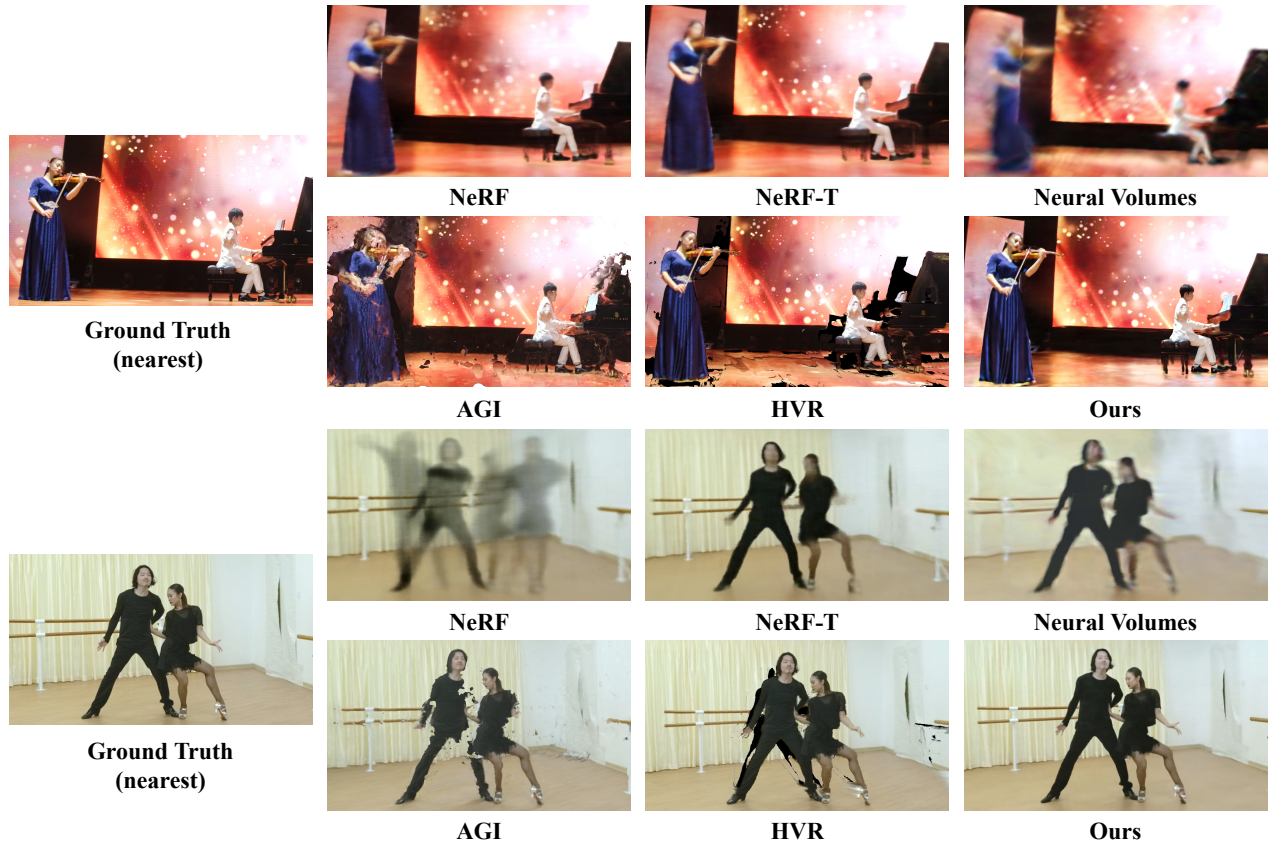 NeRF
NeRF-T
Neural Volumes
Ground Truth
(nearest)
AGI
HVR
Ours
NeRF
NeRF-T
Neural Volumes
Ground Truth
(nearest)
AGI
HVR
Ours